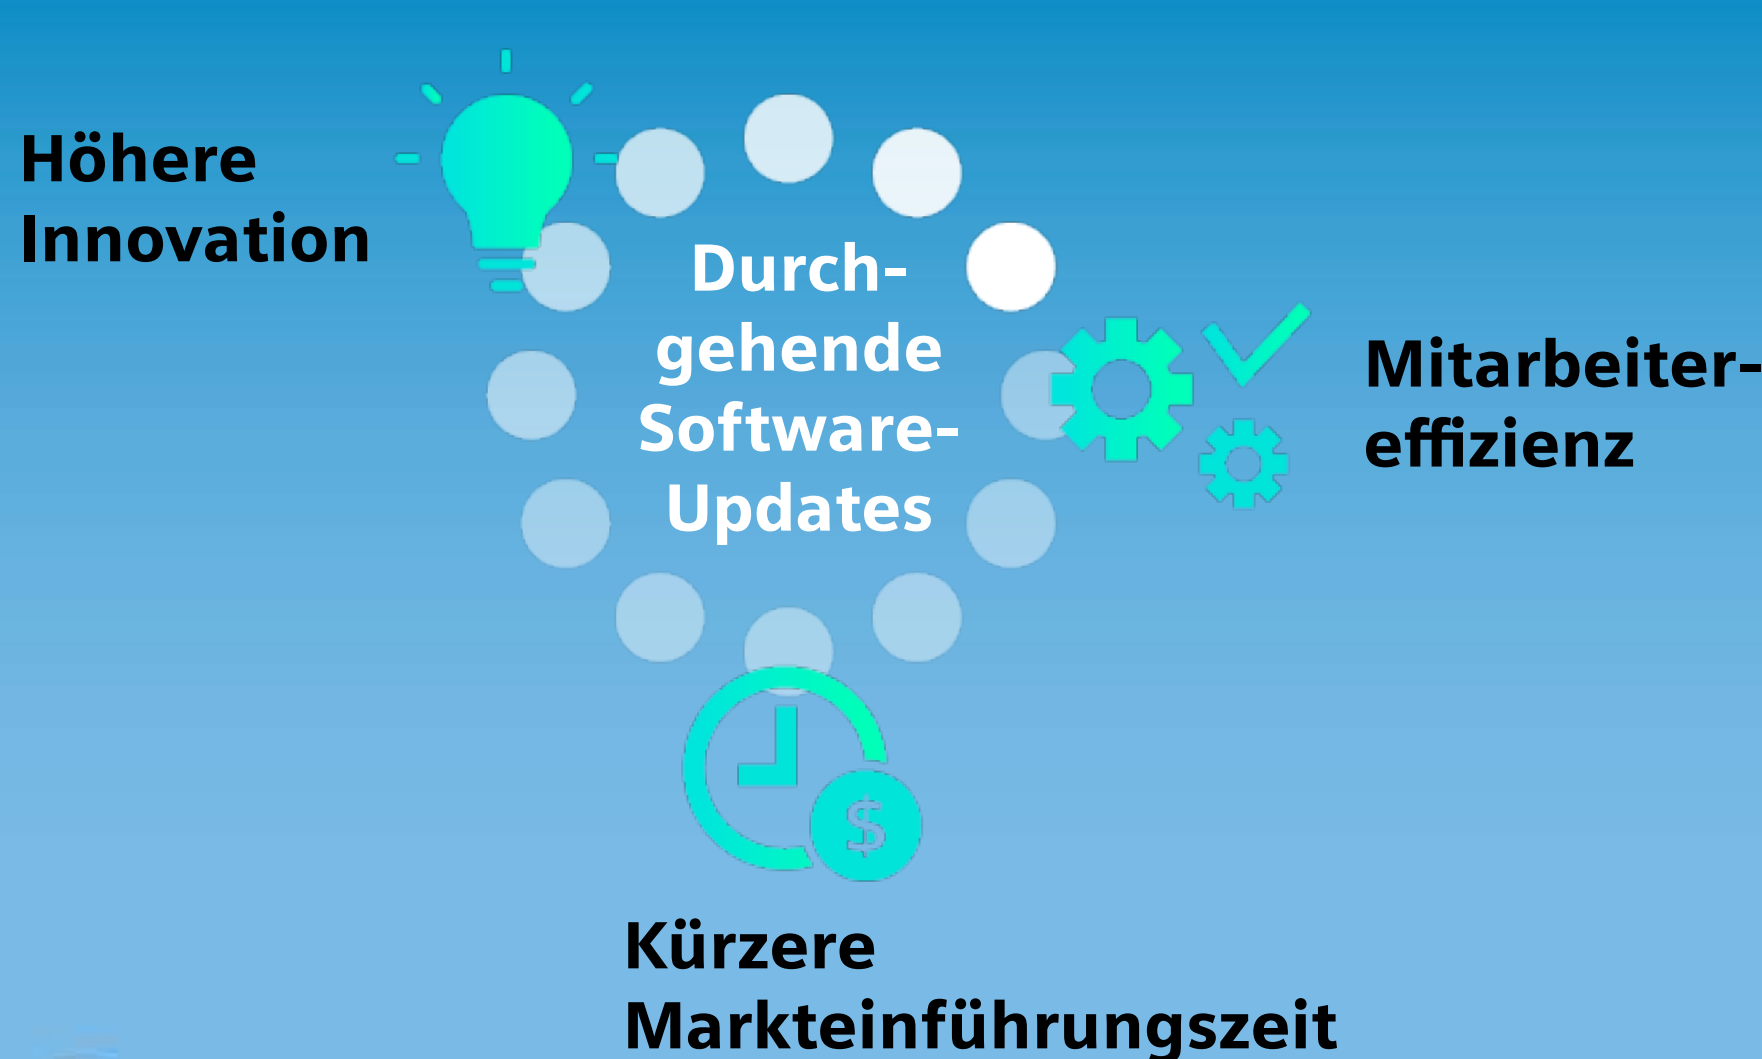 Höhere
Innovation
Durch-
gehende
Software-
Updates
Mitarbeiter-
effizienz
$
Kürzere
Markteinführungszeit